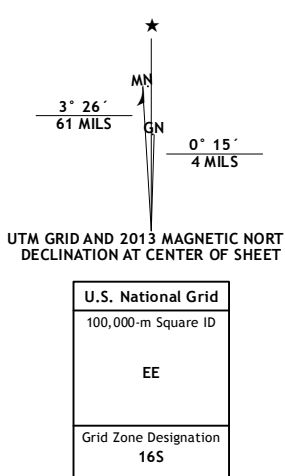 ★
MN
GN
3° 26´
61 MILS
0° 15´
4 MILS
UTM GRID AND 2013 MAGNETIC NORT
DECLINATION AT CENTER OF SHEET
U.S. National Grid
100,000-m Square ID
EE
Grid Zone Designation
16S